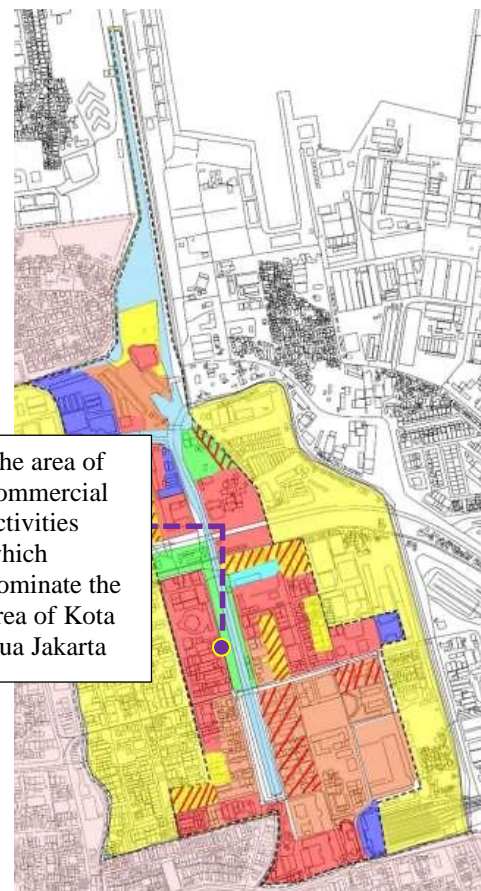 he area of
ommercial
ctivities
hich
ominate the
rea of Kota
ua Jakarta